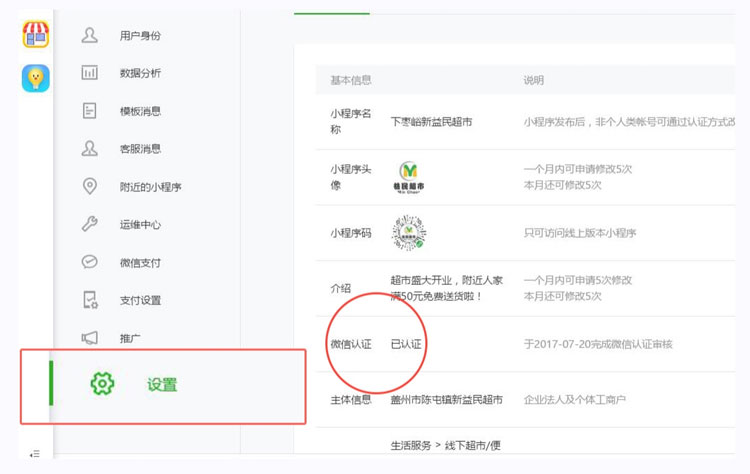 用户身份
数据分析
模板消息
客服消息
附近的小程序
运维中心
微信支付
支付设置
推广
设置
基本信息
说明
小程序名
称
下枣峪新益民超市
小程序发布后，非个人类帐号可通过认证方式改
小程序头
像
益民超市
一个月内可申请修改5次
本月还可修改5次
小程序码
只可访问线上版本小程序
介绍
超市盛大开业，附近人家
满50元免费送货啦！
一个月内可申请5次修改
本月还可修改5次
微信认证
已认证
于2017-07-20完成微信认证审核
主体信息
盖州市陈屯镇新益民超市
企业法人及个体工商户
生活服务 > 线下超市/便